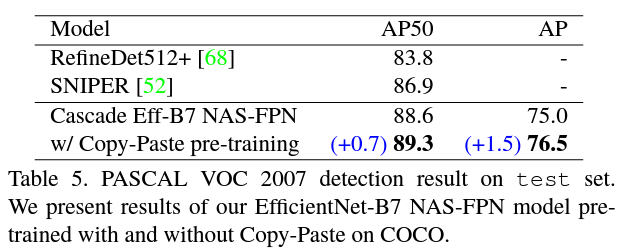 Model AP50 AP
RefineDet512+ [68] 83.8 -
SNIPER [52] 86.9 -
Cascade Eff-B7 NAS-FPN 88.6 75.0
w/ Copy-Paste pre-training (+0.7) 89.3 (+1.5) 76.5
Table 5. PASCAL VOC 2007 detection result on test set.
We present results of our EfficientNet-B7 NAS-FPN model pre-
trained with and without Copy-Paste on COCO.